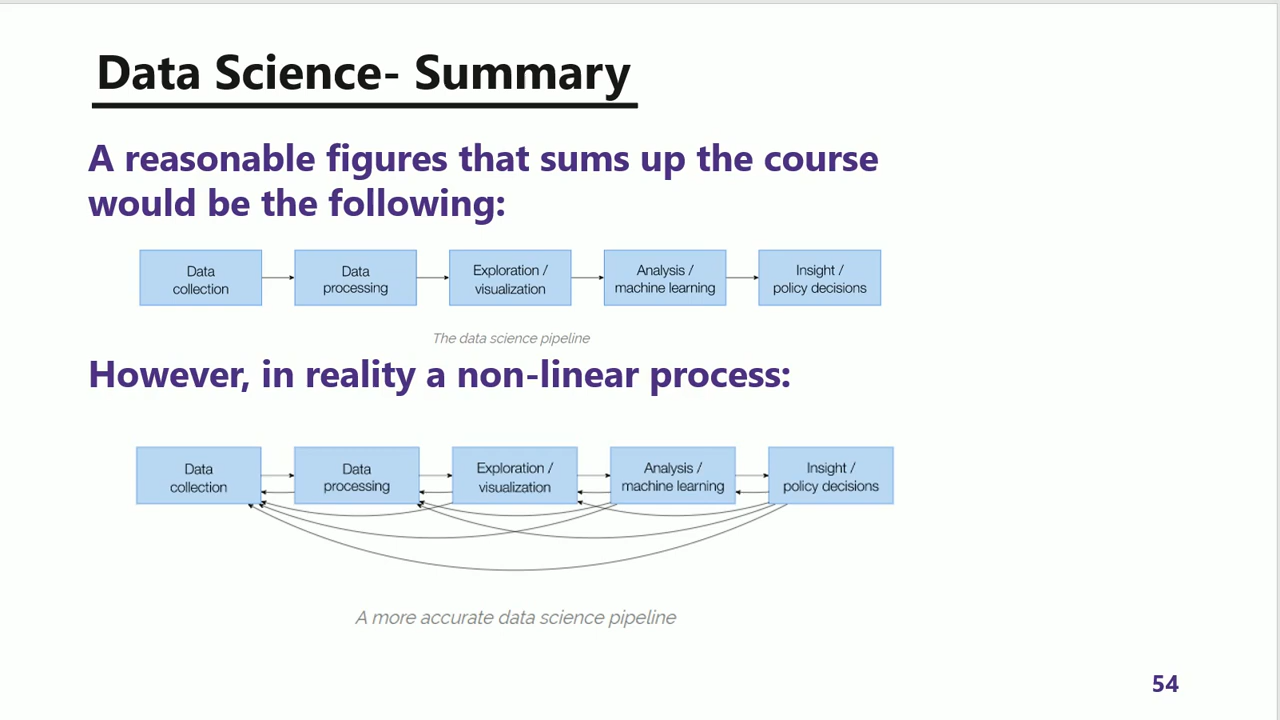 Data Science- Summary
A reasonable figures that sums up the course
would be the following:
Data
collection
Data
processing
Exploration /
visualization
Analysis /
machine learning
Insight /
policy decisions
The data science pipeline
However, in reality a non-linear process:
Data
collection
Data
processing
Exploration /
visualization
Analysis /
machine learning
Insight /
policy decisions
A more accurate data science pipeline
54